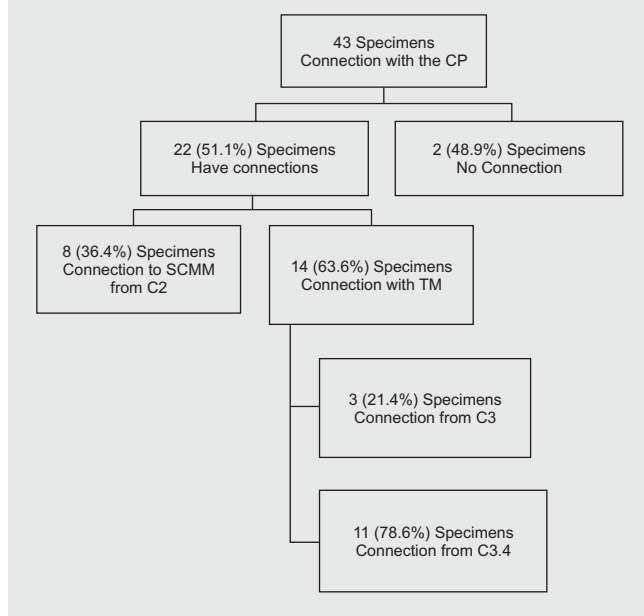 43 Specimens
Connection with the CP
22 (51.1%) Specimens
Have connections
2 (48.9%) Specimens
No Connection
8 (36.4%) Specimens
Connection to SCMM
from C2
14 (63.6%) Specimens
Connection with TM
3 (21.4%) Specimens
Connection from C3
11 (78.6%) Specimens
Connection from C3.4